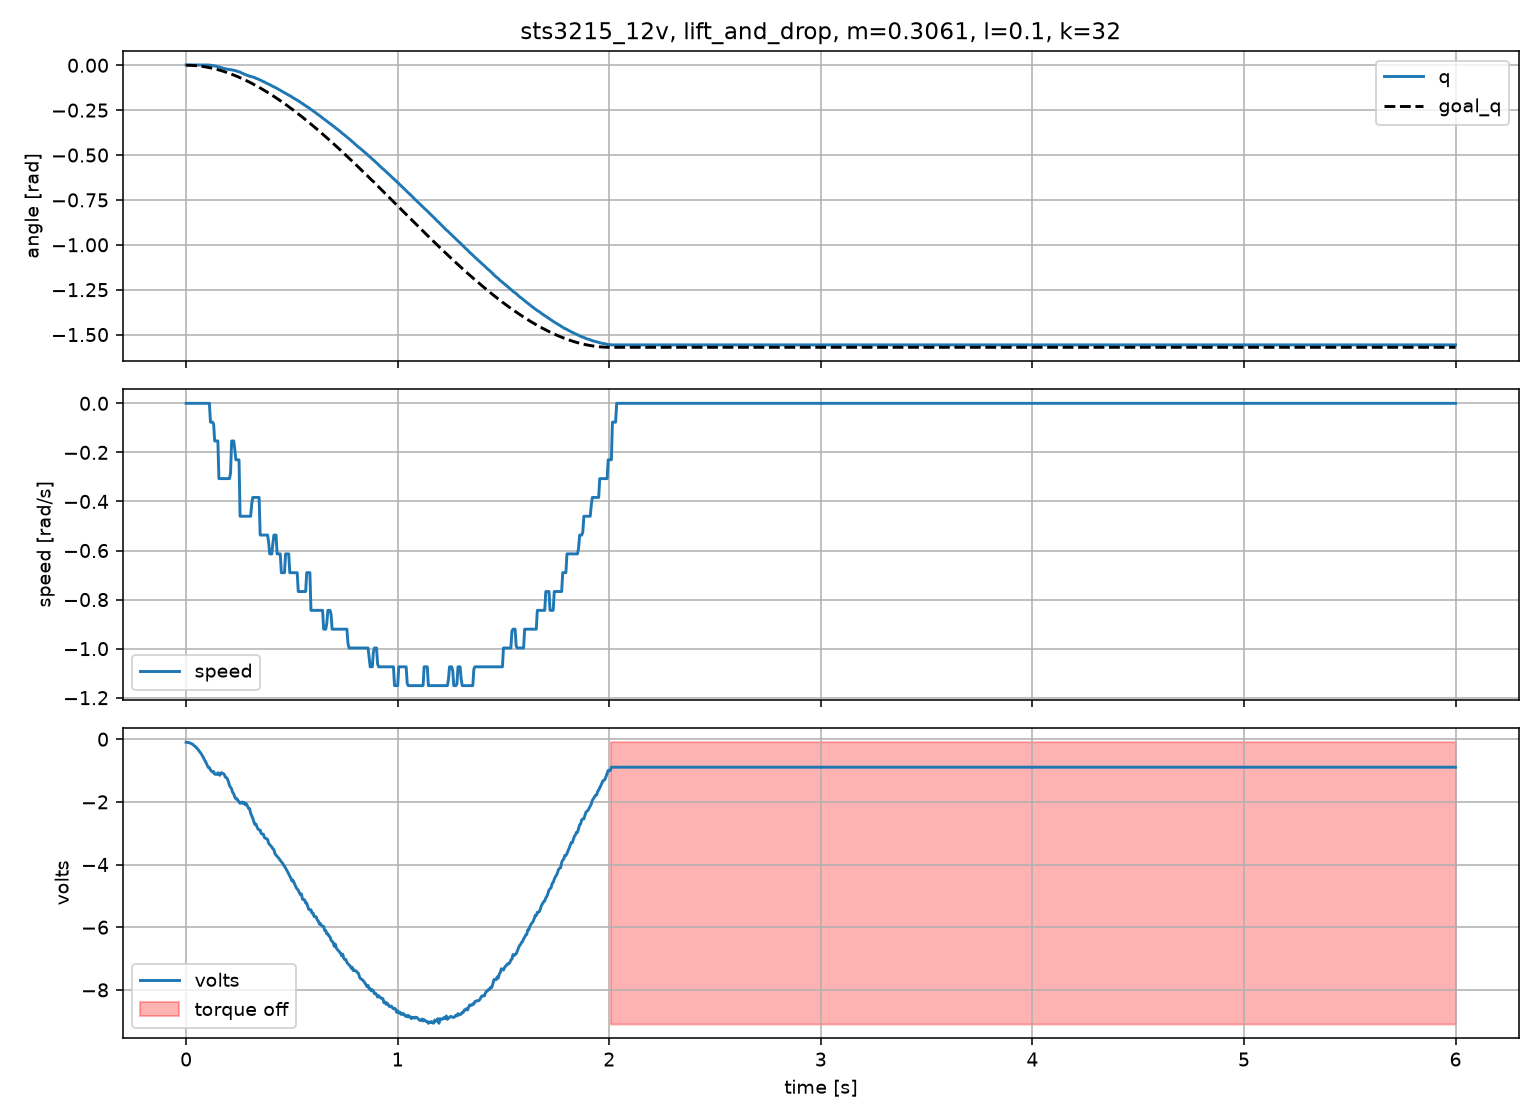 sts3215_12v, lift_and_drop, m=0.3061, l=0.1, k=32
0.00
−0.25
−0.50
−0.75
−1.00
−1.25
−1.50
angle [rad]
q
goal_q
0.0
−0.2
−0.4
−0.6
−0.8
−1.0
−1.2
speed [rad/s]
speed
0
−2
−4
−6
−8
volts
volts
torque off
0 1 2 3 4 5 6
time [s]